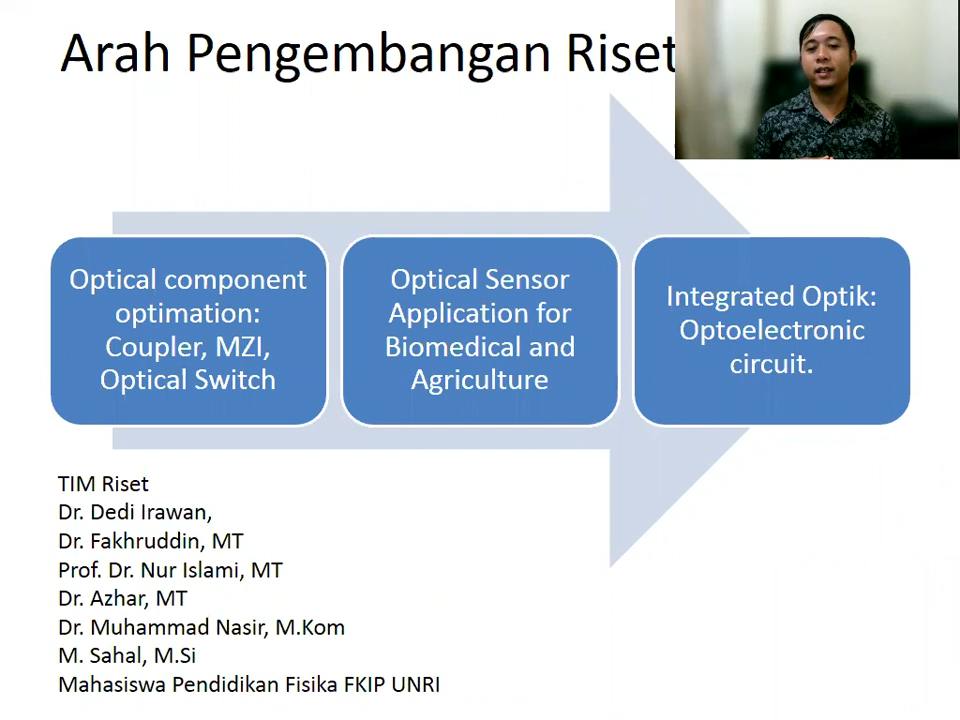 Arah Pengembangan Riset
Optical component
optimation:
Coupler, MZI,
Optical Switch
Optical Sensor
Application for
Biomedical and
Agriculture
Integrated Optik:
Optoelectronic
circuit.
TIM Riset
Dr. Dedi Irawan,
Dr. Fakhruddin, MT
Prof. Dr. Nur Islami, MT
Dr. Azhar, MT
Dr. Muhammad Nasir, M.Kom
M. Sahal, M.Si
Mahasiswa Pendidikan Fisika FKIP UNRI